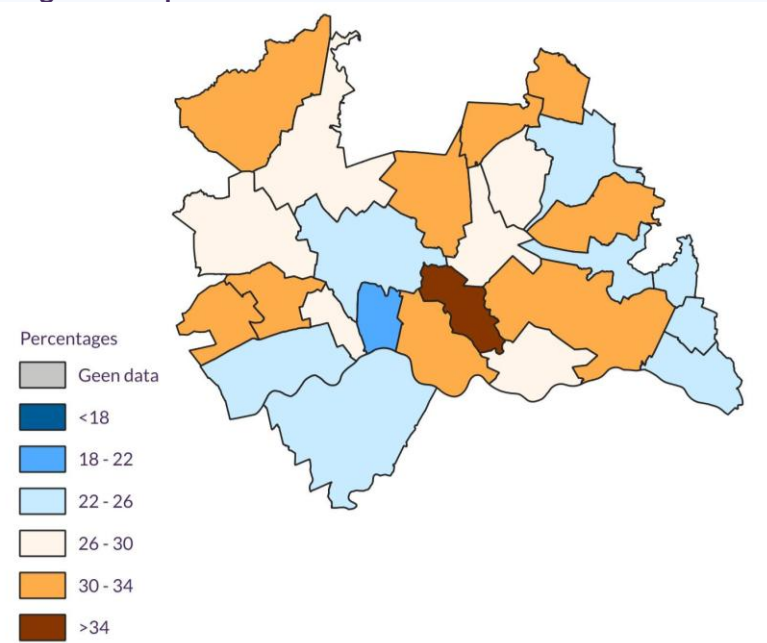 Percentages
Geen data
<18
18 - 22
22 - 26
26 - 30
30 - 34
>34